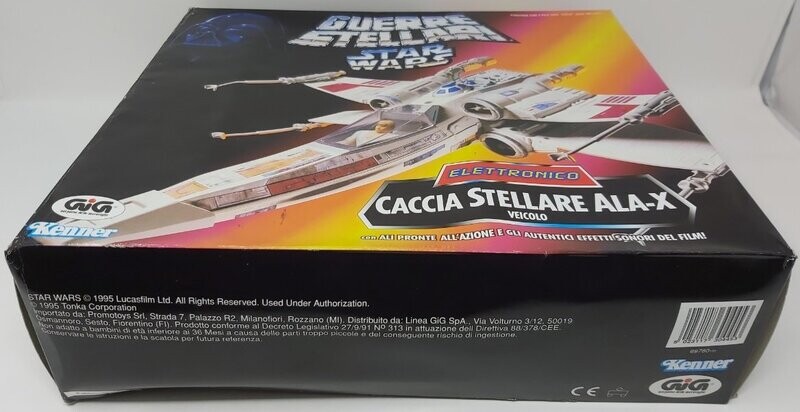 GUERRE
STELLARI
STAR
WARS
ELETTRONICO
CACCIA STELLARE ALA-X
VEICOLO
CON ALI PRONTE ALL'AZIONE E GLI AUTENTICI EFFETTI SONORI DEL FILM!
GiG
Kenner
STAR WARS © 1995 Lucasfilm Ltd. All Rights Reserved. Used Under Authorization.
© 1995 Tonka Corporation
Importato da: Promotoys Srl, Strada 7, Palazzo R2, Milanofiori, Rozzano (MI). Distribuito da: Linea GiG SpA., Via Volturno 3/12, 50019
Osmannoro, Sesto, Fiorentino (FI). Prodotto conforme al Decreto Legislativo 27/9/91 Nº 313 in attuazione dell Direttiva 88/378/CEE.
Non adatto a bambini di età inferiore ai 36 Mesi a causa delle parti troppo piccole e del conseguente rischio di ingestione.
Conservare le istruzioni e la scatola per futura referenza.
CE
Kenner
GiG